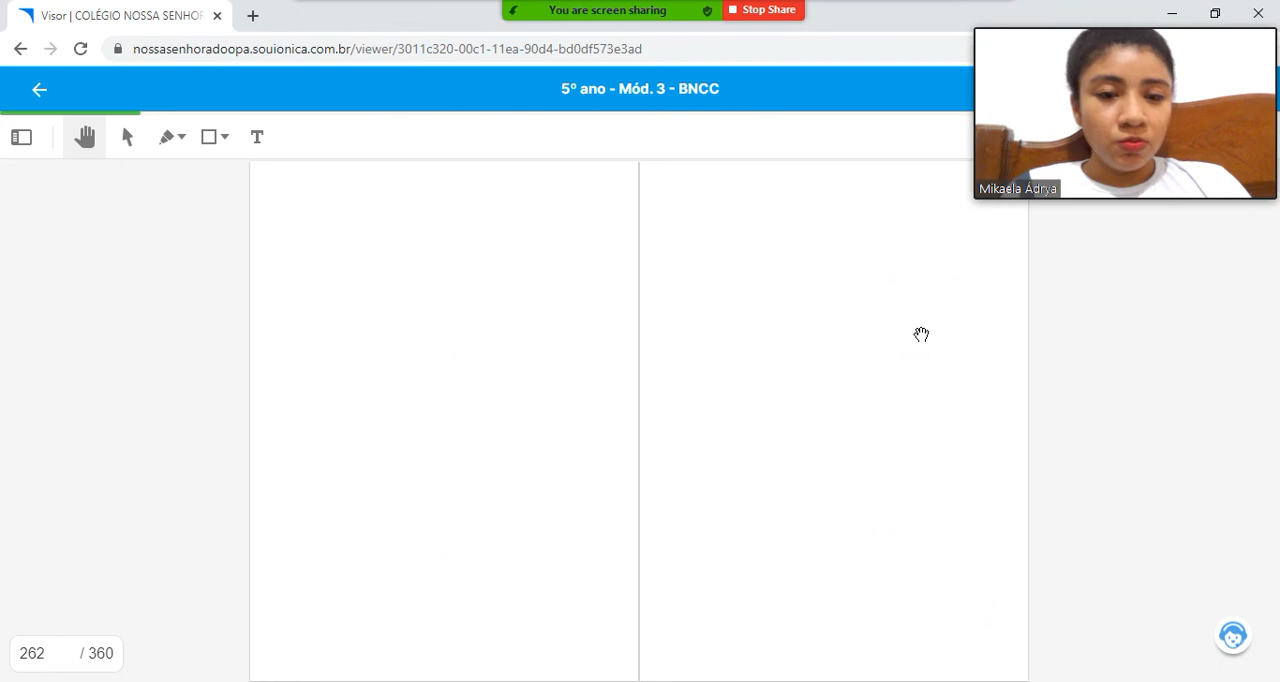 Visor | COLÉGIO NOSSA SENHOR
You are screen sharing
Stop Share
nossasenhoradoopa.souionica.com.br/viewer/3011c320-00c1-11ea-90d4-bd0df573e3ad
5º ano - Mód. 3 - BNCC
T
Mikaela Ádrya
262 / 360